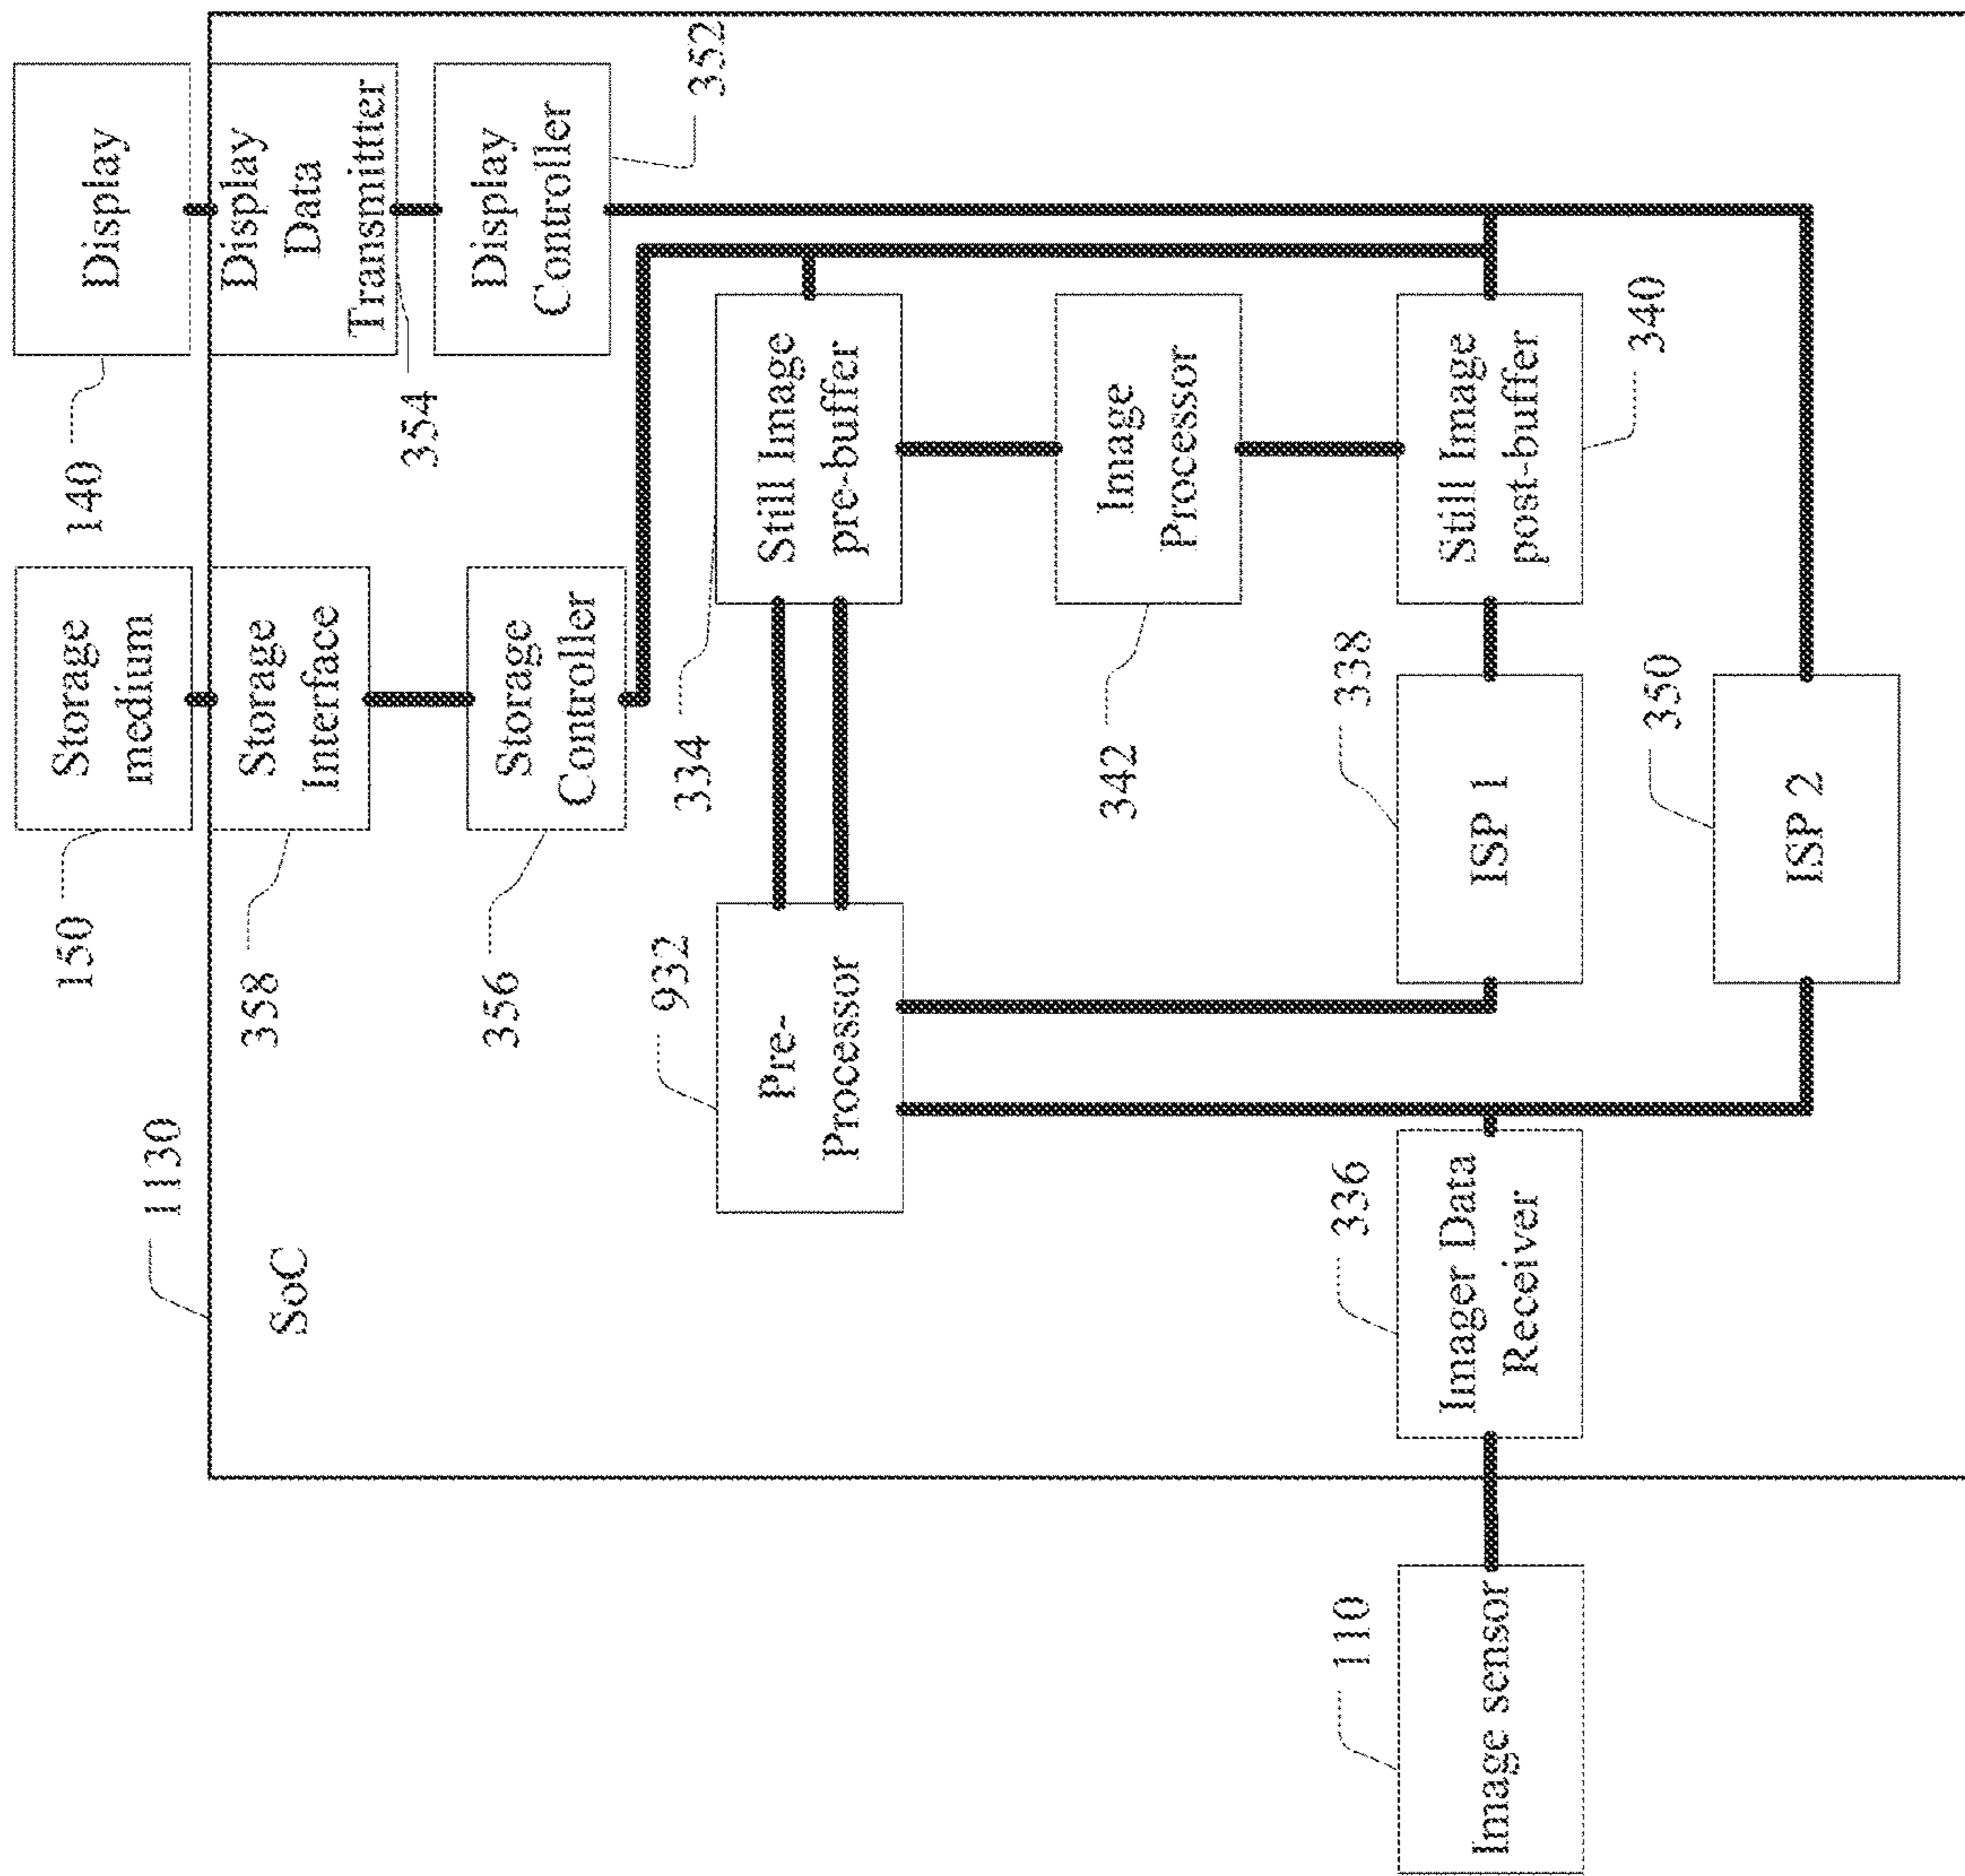 Display
140
Display
Data
Transmitter
354
Display
Controller
352
Storage
medium
150
Storage
Interface
358
Storage
Controller
356
1130
SoC
Still Image
pre-buffer
334
Image
Processor
342
Still Image
post-buffer
340
Pre-
Processor
932
ISP 1
338
ISP 2
350
Imager Data
Receiver
336
Image sensor
110